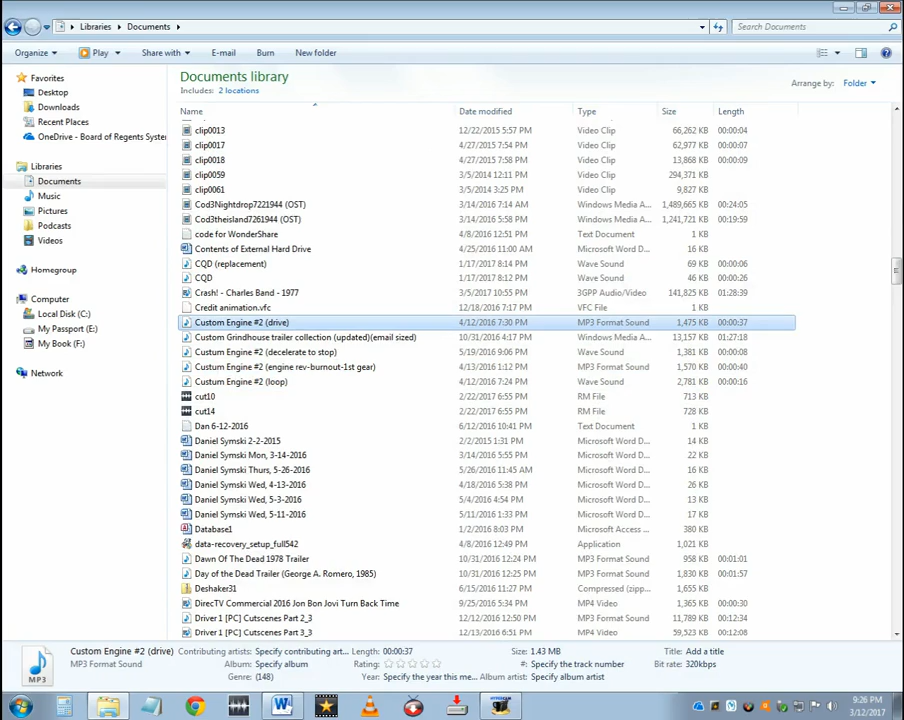 Libraries Documents Search Documents
Organize Play Share with E-mail Burn New folder
Documents library
Includes: 2 locations
Arrange by: Folder
Name Date modified Type Size Length
clip0013 12/22/2015 5:57 PM Video Clip 66,262 KB 00:00:04
clip0017 4/27/2015 7:54 PM Video Clip 62,977 KB 00:00:07
clip0018 4/27/2015 7:58 PM Video Clip 13,868 KB 00:00:09
clip0059 3/5/2014 12:11 PM Video Clip 294,371 KB
clip0061 3/5/2014 3:25 PM Video Clip 9,827 KB
Cod3Nightdrop7221944 (OST) 3/14/2016 7:14 AM Windows Media A... 1,489,665 KB 00:24:05
Cod3theisland7261944 (OST) 3/14/2016 5:58 PM Windows Media A... 1,241,721 KB 00:19:59
code for WonderShare 4/8/2016 12:51 PM Text Document 1 KB
Contents of External Hard Drive 4/25/2016 11:00 AM Microsoft Word D... 16 KB
CQD (replacement) 1/17/2017 8:14 PM Wave Sound 69 KB 00:00:06
CQD 1/17/2017 8:12 PM Wave Sound 46 KB 00:00:26
Crash! - Charles Band - 1977 3/5/2017 10:55 PM 3GPP Audio/Video 141,825 KB 01:28:39
Credit animation.vfc 12/18/2016 7:17 PM VFC File 1 KB
Custom Engine #2 (drive) 4/12/2016 7:30 PM MP3 Format Sound 1,475 KB 00:00:37
Custom Grindhouse trailer collection (updated)(email sized) 10/31/2016 4:17 PM Windows Media A... 13,157 KB 01:27:18
Custum Engine #2 (decelerate to stop) 5/19/2016 9:06 PM Wave Sound 1,381 KB 00:00:08
Custum Engine #2 (engine rev-burnout-1st gear) 4/13/2016 1:12 PM MP3 Format Sound 1,570 KB 00:00:40
Custum Engine #2 (loop) 4/12/2016 7:24 PM Wave Sound 2,781 KB 00:00:16
cut10 2/22/2017 6:55 PM RM File 713 KB
cut14 2/22/2017 6:55 PM RM File 728 KB
Dan 6-12-2016 6/12/2016 10:41 PM Text Document 1 KB
Daniel Symski 2-2-2015 2/2/2015 1:31 PM Microsoft Word D... 14 KB
Daniel Symski Mon, 3-14-2016 3/14/2016 5:55 PM Microsoft Word D... 22 KB
Daniel Symski Thurs, 5-26-2016 5/26/2016 11:45 AM Microsoft Word D... 23 KB
Daniel Symski Wed, 4-13-2016 4/18/2016 5:38 PM Microsoft Word D... 26 KB
Daniel Symski Wed, 5-3-2016 5/4/2016 4:54 PM Microsoft Word D... 13 KB
Daniel Symski Wed, 5-11-2016 5/11/2016 1:33 PM Microsoft Word D... 17 KB
Database1 1/2/2016 8:03 PM Microsoft Access ... 380 KB
data-recovery_setup_full542 4/8/2016 12:49 PM Application 1,021 KB
Dawn Of The Dead 1978 Trailer 10/31/2016 12:24 PM MP3 Format Sound 958 KB 00:01:01
Day of the Dead Trailer (George A. Romero, 1985) 10/31/2016 12:25 PM MP3 Format Sound 1,830 KB 00:01:57
Deshaker31 6/15/2016 11:27 PM Compressed (zipp... 1 KB
DirecTV Commercial 2016 Jon Bon Jovi Turn Back Time 9/25/2016 5:34 PM MP4 Video 1,365 KB 00:00:30
Driver 1 [PC] Cutscenes Part 2_3 12/12/2016 12:50 PM MP3 Format Sound 11,789 KB 00:12:34
Driver 1 [PC] Cutscenes Part 3_3 12/13/2016 6:51 PM MP4 Video 59,523 KB 00:12:08
Favorites
Desktop
Downloads
Recent Places
OneDrive - Board of Regents Syste
Libraries
Documents
Music
Pictures
Podcasts
Videos
Homegroup
Computer
Local Disk (C:)
My Passport (E:)
My Book (F:)
Network
Custom Engine #2 (drive) Contributing artists: Specify contributing art... Length: 00:00:37 Size: 1.43 MB Title: Add a title
MP3 Format Sound Album: Specify album Rating: #: Specify the track number Bit rate: 320kbps
MP3 Genre: (148) Year: Specify the year this me... Album artist: Specify album artist
9:26 PM
3/12/2017